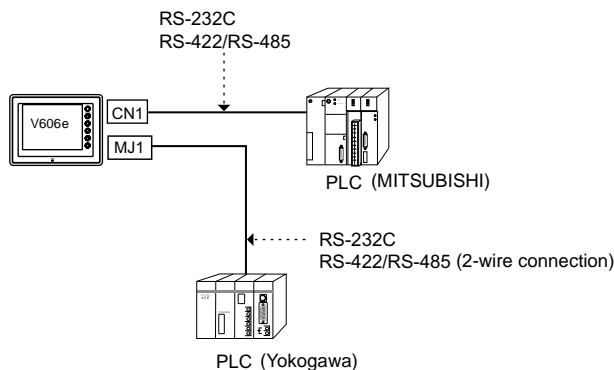 RS-232C
RS-422/RS-485
V606e
CN1
MJ1
PLC (MITSUBISHI)
RS-232C
RS-422/RS-485 (2-wire connection)
PLC (Yokogawa)